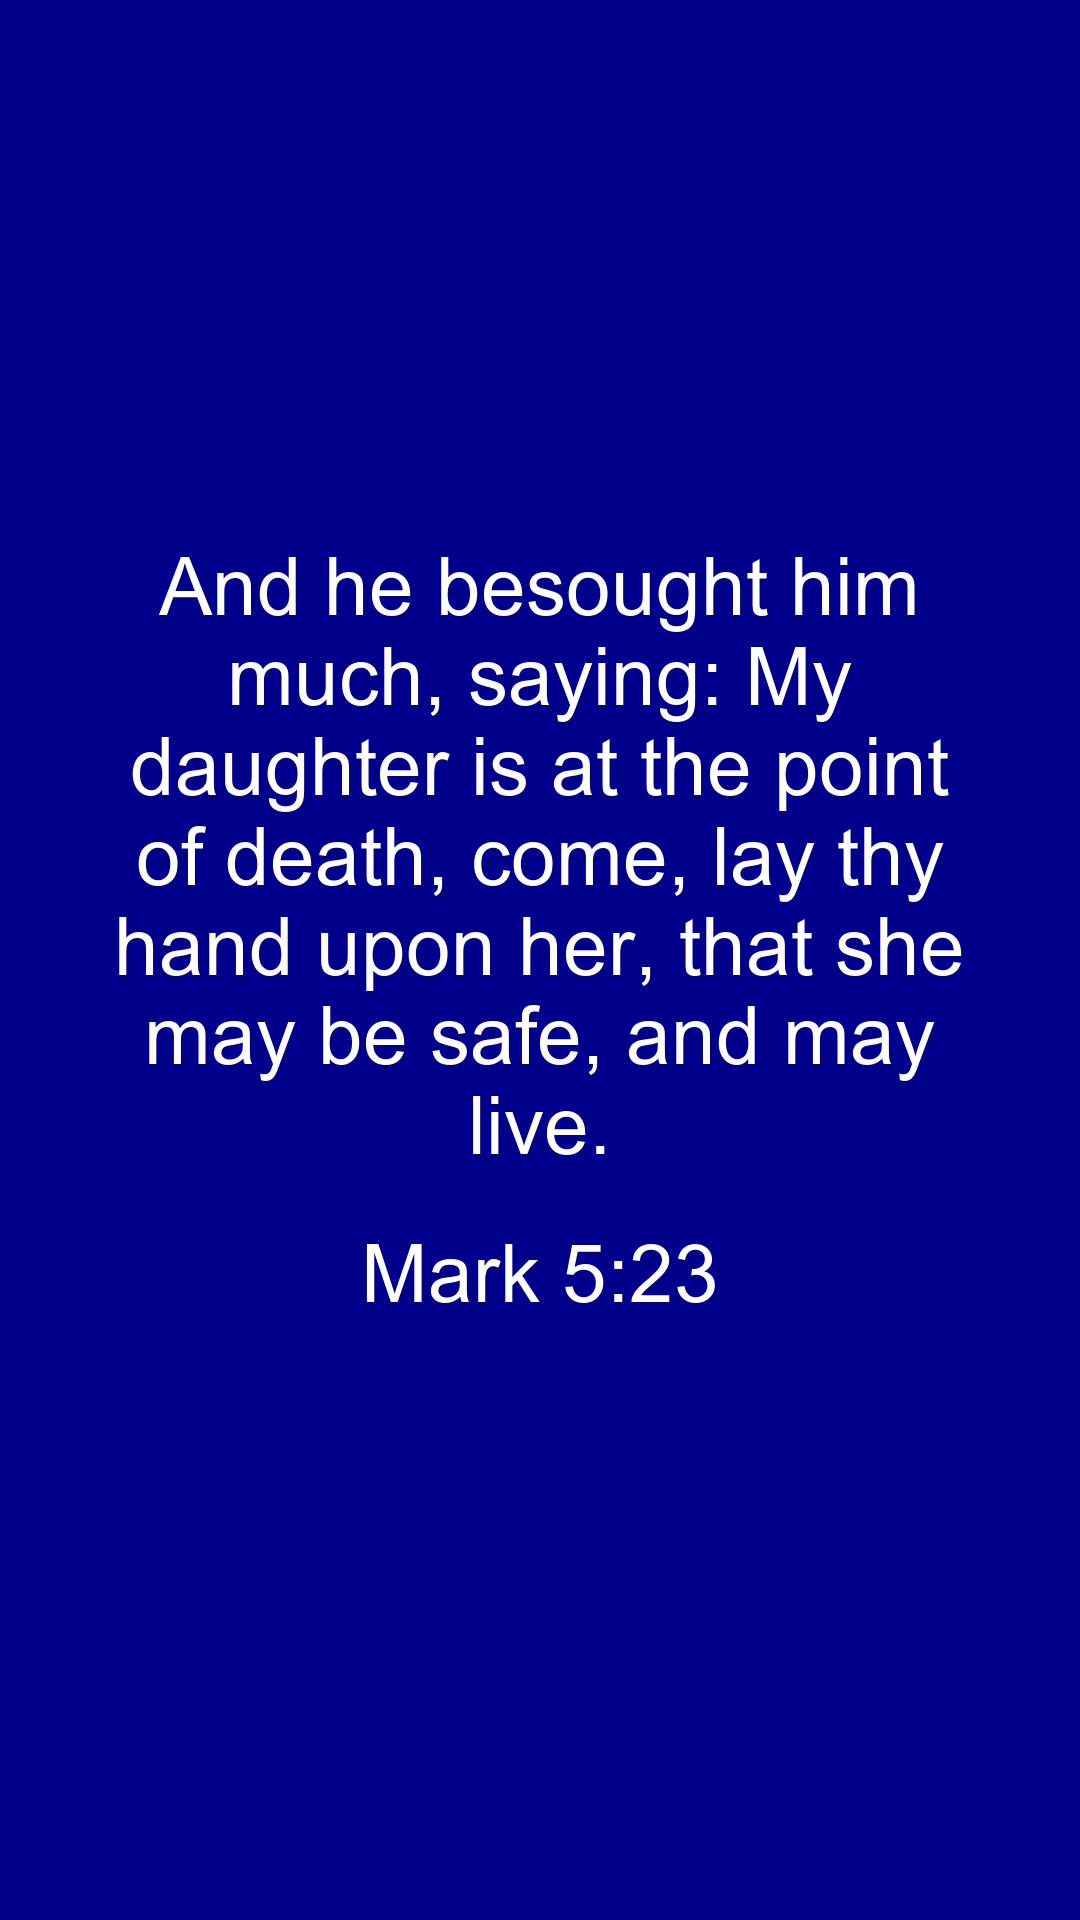 And he besought him
much, saying: My
daughter is at the point
of death, come, lay thy
hand upon her, that she
may be safe, and may
live.
Mark 5:23